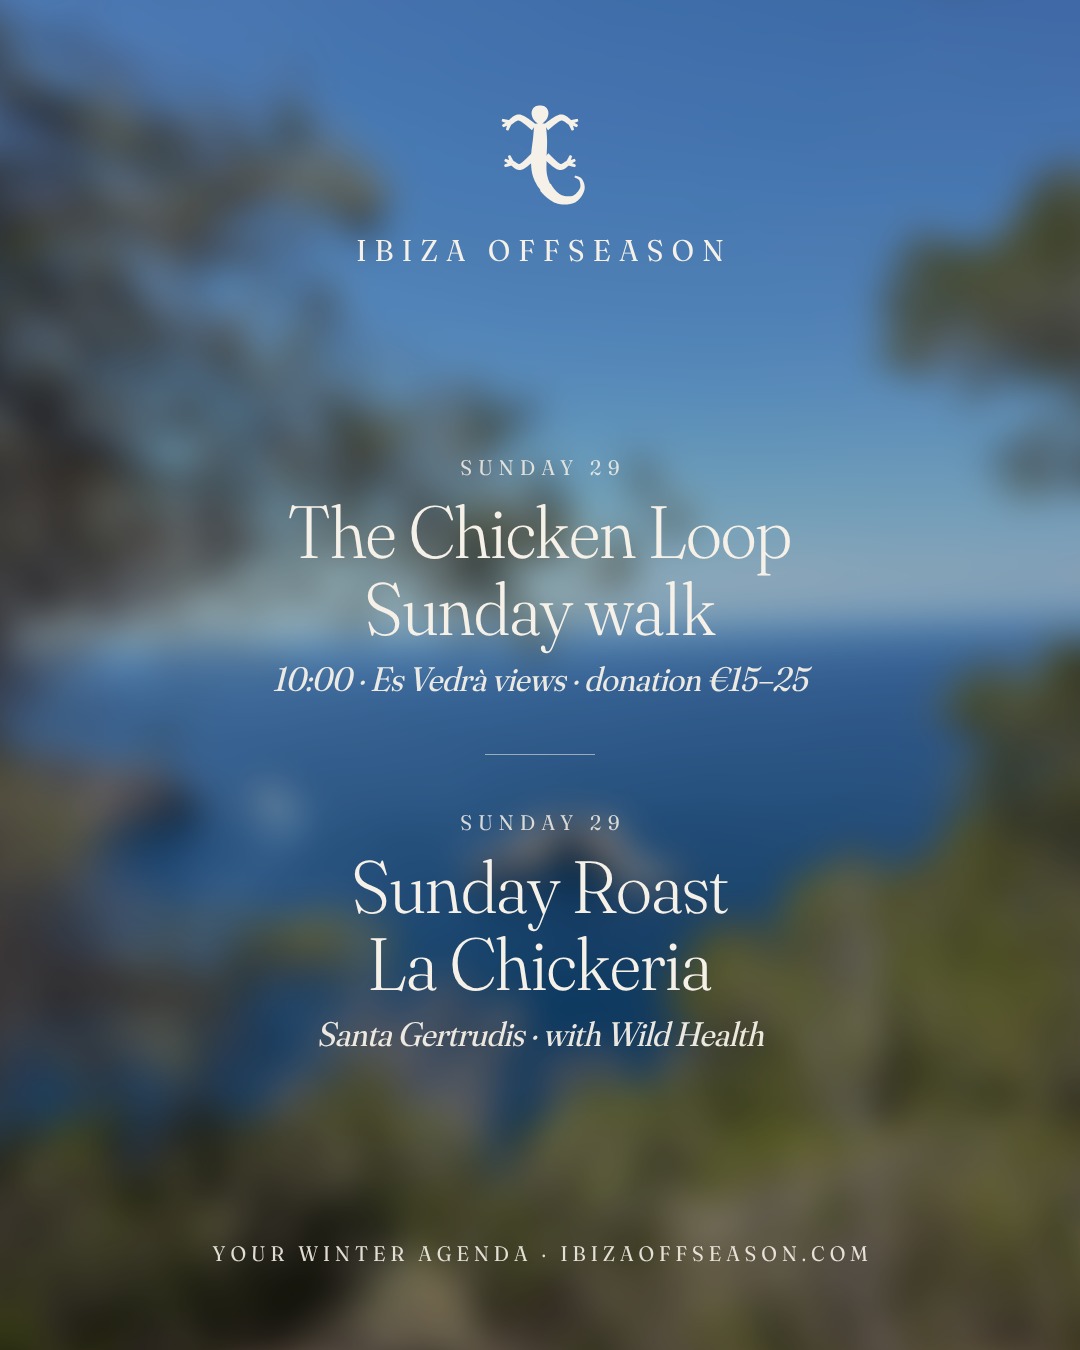 IBIZA OFFSEASON
SUNDAY 29
The Chicken Loop
Sunday walk
10:00 · Es Vedrà views · donation €15–25
SUNDAY 29
Sunday Roast
La Chickeria
Santa Gertrudis · with Wild Health
YOUR WINTER AGENDA · IBIZAOFFSEASON.COM